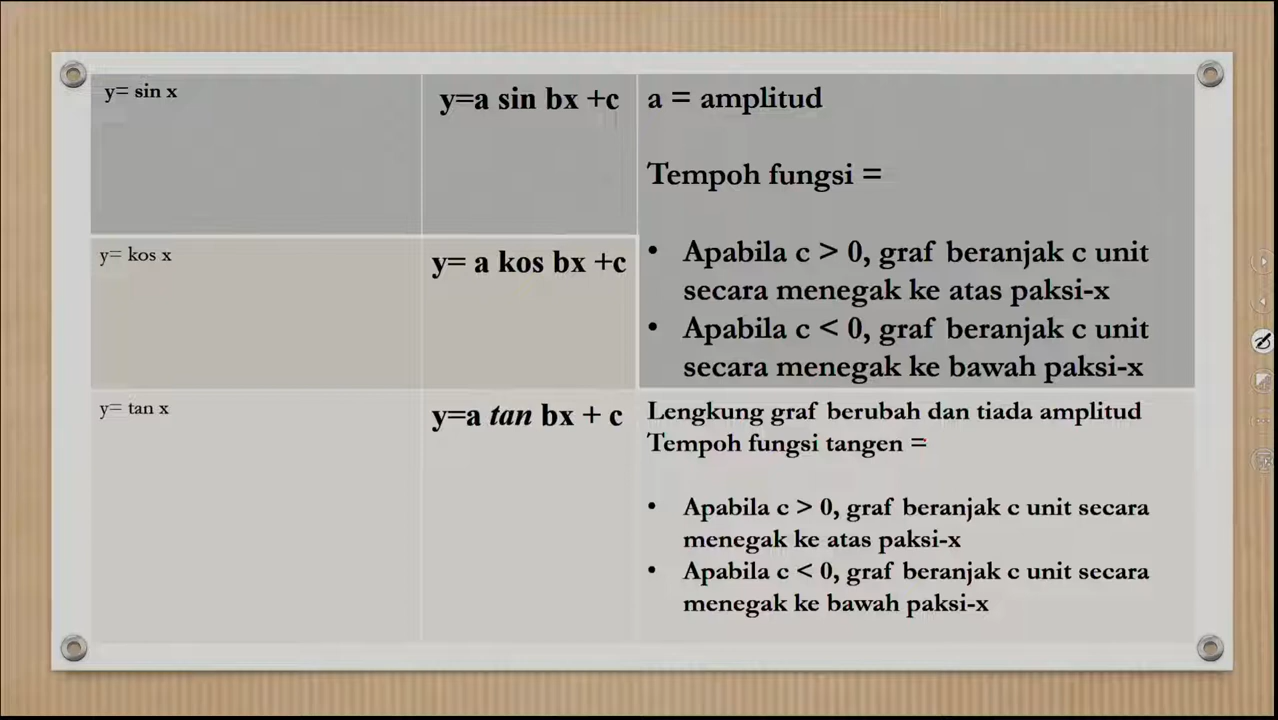 y= sin x
y=a sin bx +c
a = amplitud
Tempoh fungsi =
y= kos x
y= a kos bx +c
• Apabila c > 0, graf beranjak c unit
secara menegak ke atas paksi-x
• Apabila c < 0, graf beranjak c unit
secara menegak ke bawah paksi-x
y= tan x
y=a tan bx + c
Lengkung graf berubah dan tiada amplitud
Tempoh fungsi tangen =
• Apabila c > 0, graf beranjak c unit secara
menegak ke atas paksi-x
• Apabila c < 0, graf beranjak c unit secara
menegak ke bawah paksi-x